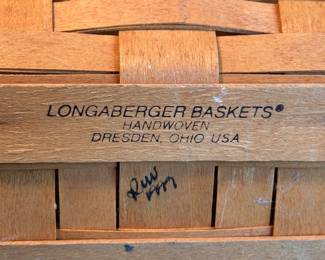 LONGABERGER BASKETS®
HANDWOVEN
DRESDEN, OHIO USA